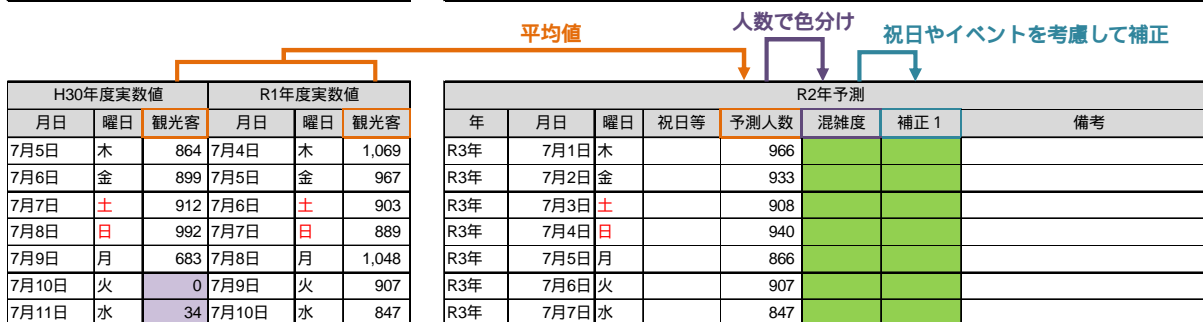 平均値
人数で色分け
祝日やイベントを考慮して補正
H30年度実数値 R1年度実数値 R2年予測
月日 曜日 観光客 月日 曜日 観光客 年 月日 曜日 祝日等 予測人数 混雑度 補正1 備考
7月5日 木 864 7月4日 木 1,069 R3年 7月1日 木 966
7月6日 金 899 7月5日 金 967 R3年 7月2日 金 933
7月7日 土 912 7月6日 土 903 R3年 7月3日 土 908
7月8日 日 992 7月7日 日 889 R3年 7月4日 日 940
7月9日 月 683 7月8日 月 1,048 R3年 7月5日 月 866
7月10日 火 0 7月9日 火 907 R3年 7月6日 火 907
7月11日 水 34 7月10日 水 847 R3年 7月7日 水 847